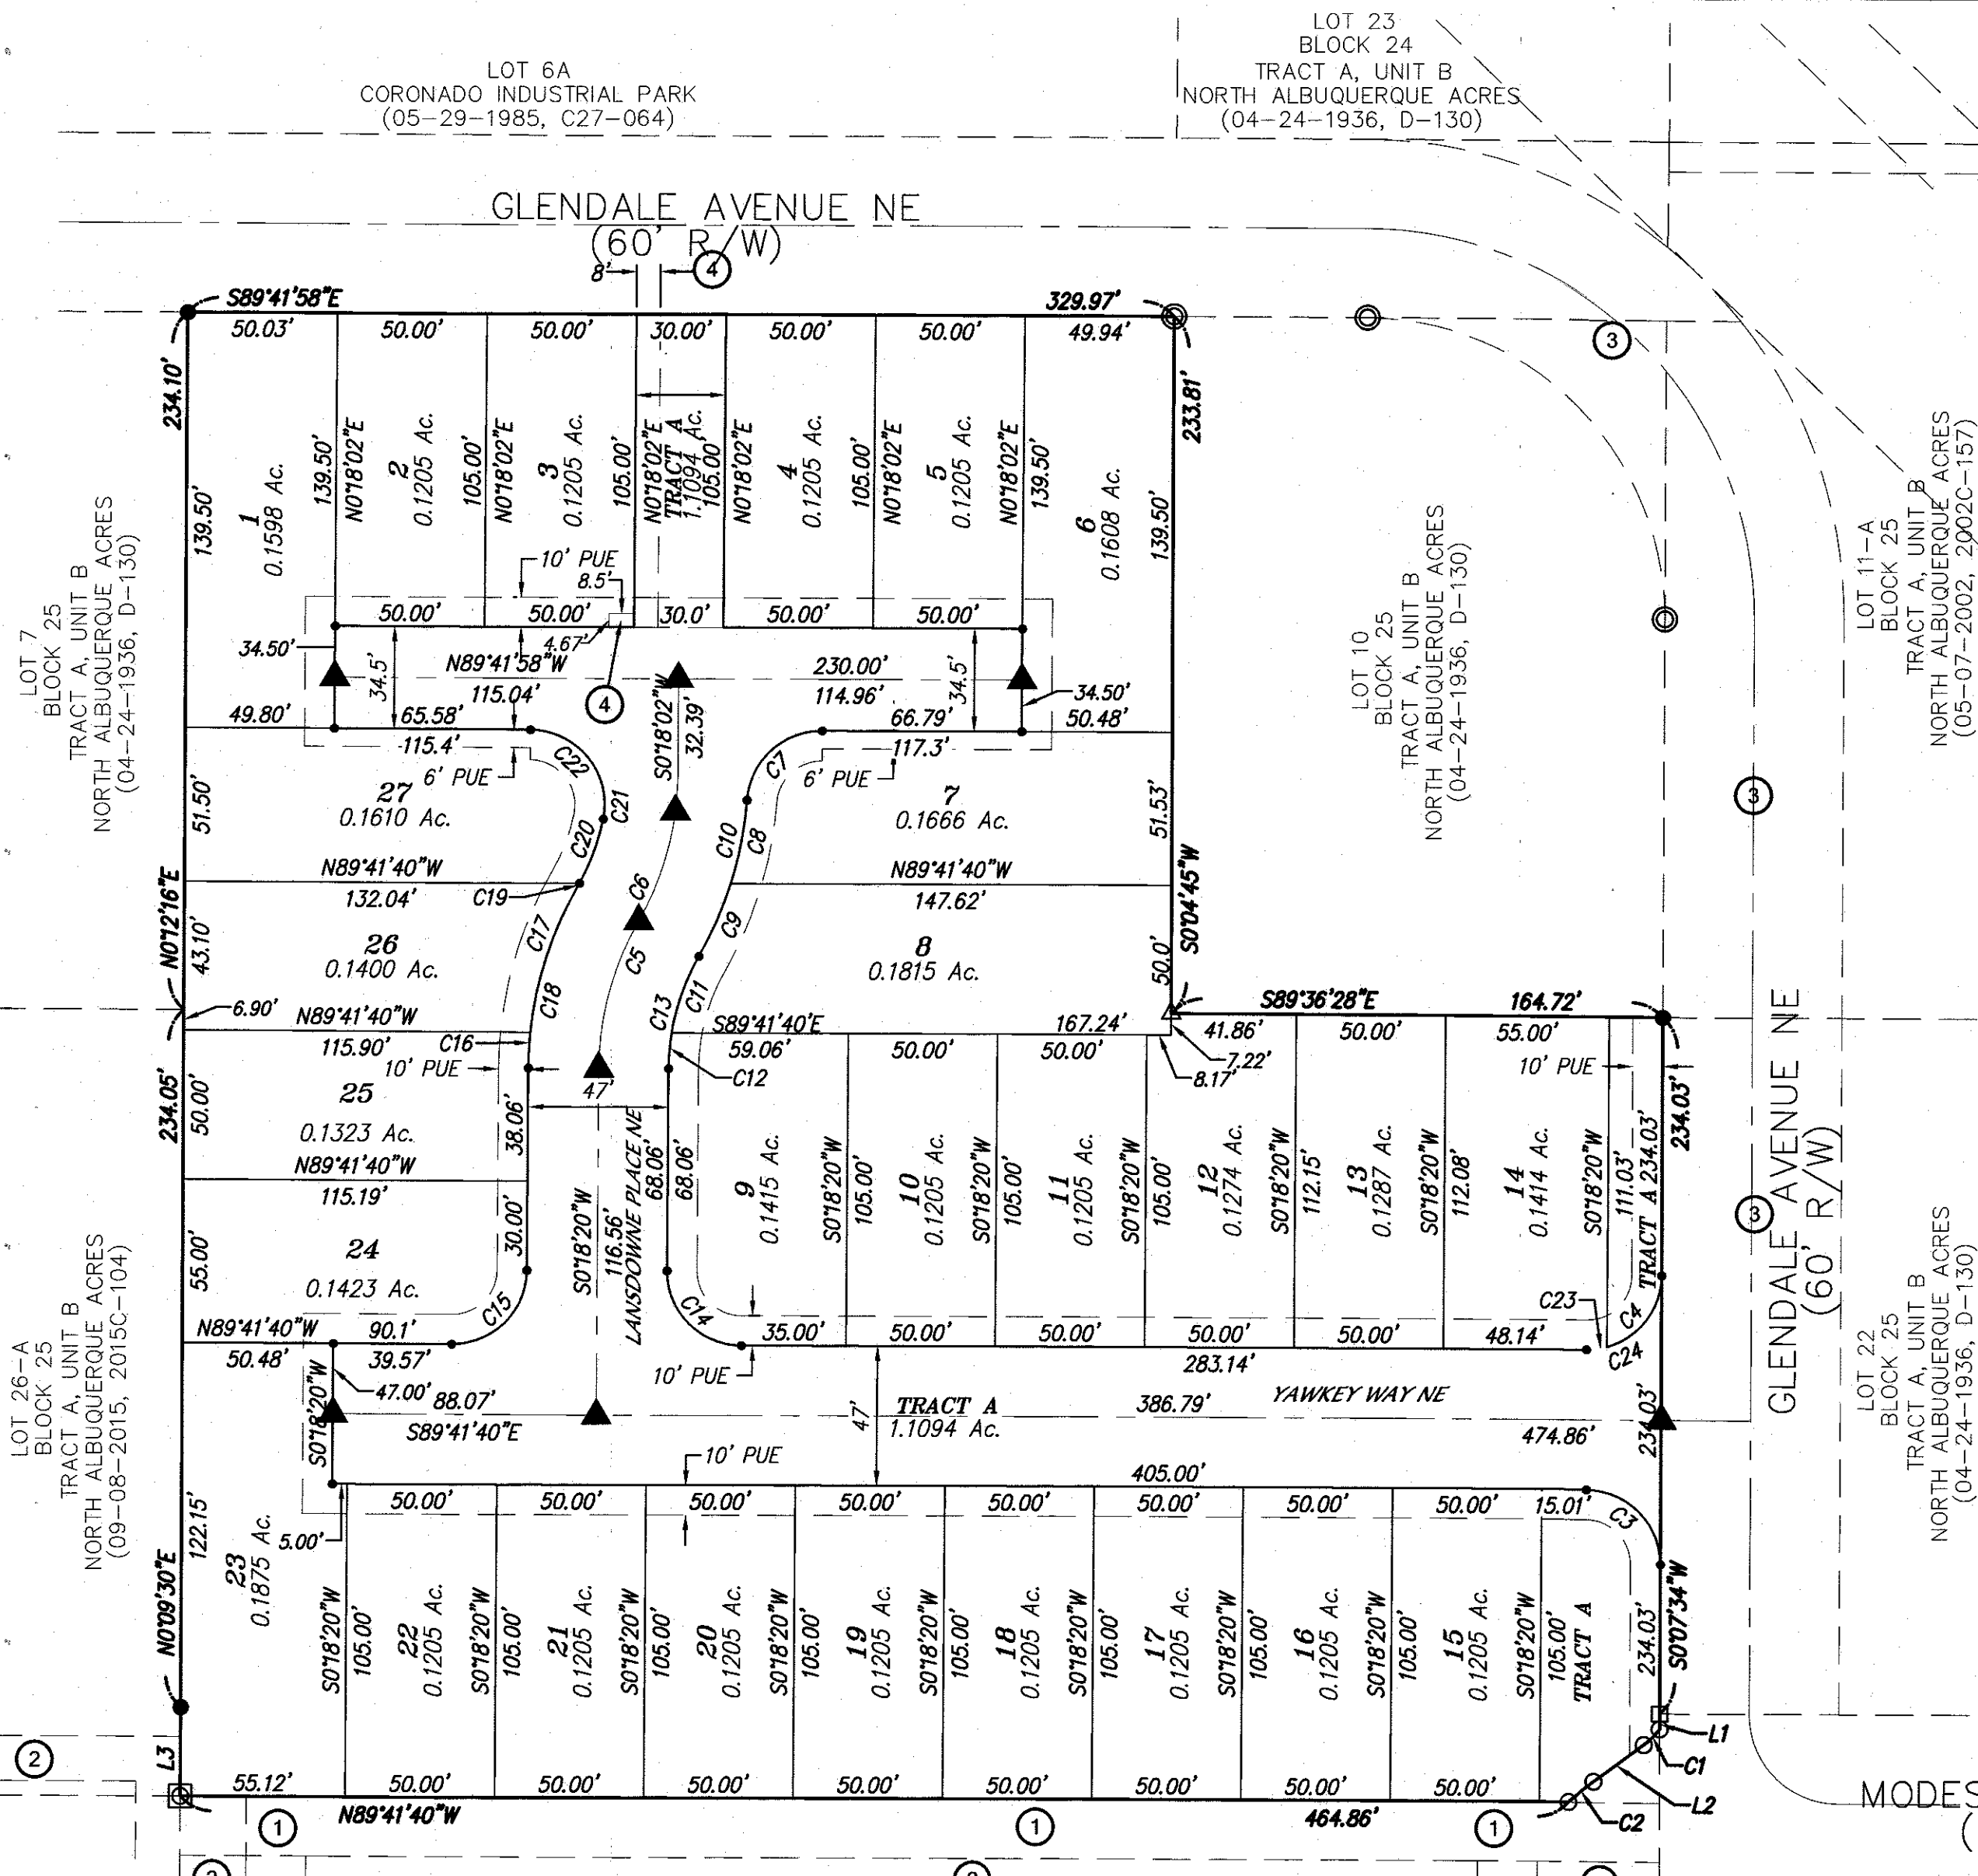 LOT 6A
CORONADO INDUSTRIAL PARK
(05-29-1985, C27-064)
LOT 23
BLOCK 24
TRACT A, UNIT B
NORTH ALBUQUERQUE ACRES
(04-24-1936, D-130)
GLENDALE AVENUE NE
(60' R/W)
8'
4
S89°41'58"E
329.97'
50.03'
50.00'
50.00'
30.00'
50.00'
50.00'
49.94'
3
234.10'
139.50'
1
0.1598 Ac.
139.50'
N0°18'02"E
2
0.1205 Ac.
105.00'
N0°18'02"E
3
0.1205 Ac.
105.00'
N0°18'02"E
TRACT A
1.1094 Ac.
105.00'
N0°18'02"E
4
0.1205 Ac.
105.00'
N0°18'02"E
5
0.1205 Ac.
N0°18'02"E
139.50'
6
0.1608 Ac.
139.50'
233.81'
10' PUE
8.5'
50.00'
50.00'
30.0'
50.00'
50.00'
4.67'
34.50'
34.5'
N89°41'58"W
230.00'
115.04'
114.96'
34.5'
34.50'
4
S0°18'02"W
32.39'
49.80'
65.58'
66.79'
50.48'
115.4'
117.3'
6' PUE
6' PUE
C22
C7
C21
C20
C10
C8
27
0.1610 Ac.
7
0.1666 Ac.
51.50'
51.53'
N89°41'40"W
132.04'
C19
C6
N89°41'40"W
147.62'
C17
C5
C9
26
0.1400 Ac.
8
0.1815 Ac.
N0°12'16"E
43.10'
S0°04'45"W
50.0'
C18
C13
C11
6.90'
N89°41'40"W
115.90'
C16
10' PUE
C12
47'
S89°41'40"E
167.24'
59.06'
50.00'
50.00'
S89°36'28"E
164.72'
41.86'
50.00'
55.00'
7.22'
8.17'
10' PUE
234.05'
50.00'
25
0.1323 Ac.
38.06'
N89°41'40"W
115.19'
55.00'
24
0.1423 Ac.
30.00'
C15
S0°18'20"W
116.56'
LANSDOWNE PLACE NE
68.06'
68.06'
C14
9
0.1415 Ac.
S0°18'20"W
105.00'
10
0.1205 Ac.
S0°18'20"W
105.00'
11
0.1205 Ac.
S0°18'20"W
105.00'
12
0.1274 Ac.
S0°18'20"W
112.15'
13
0.1287 Ac.
S0°18'20"W
112.08'
14
0.1414 Ac.
S0°18'20"W
111.03'
TRACT A 234.03'
234.03'
C23
C4
C24
N89°41'40"W
90.1'
50.48'
39.57'
35.00'
50.00'
50.00'
50.00'
50.00'
48.14'
10' PUE
283.14'
S0°18'20"W
47.00'
88.07'
S89°41'40"E
47'
TRACT A
1.1094 Ac.
386.79'
YAWKEY WAY NE
474.86'
234.03'
10' PUE
405.00'
50.00'
50.00'
50.00'
50.00'
50.00'
50.00'
50.00'
50.00'
15.01'
C3
5.00'
122.15'
N0°09'30"E
23
0.1875 Ac.
S0°18'20"W
105.00'
22
0.1205 Ac.
S0°18'20"W
105.00'
21
0.1205 Ac.
S0°18'20"W
105.00'
20
0.1205 Ac.
S0°18'20"W
105.00'
19
0.1205 Ac.
S0°18'20"W
105.00'
18
0.1205 Ac.
S0°18'20"W
105.00'
17
0.1205 Ac.
S0°18'20"W
105.00'
16
0.1205 Ac.
S0°18'20"W
105.00'
15
0.1205 Ac.
S0°18'20"W
105.00'
TRACT A
234.03'
S0°07'34"W
L1
C1
L2
C2
L3
2
55.12'
50.00'
50.00'
50.00'
50.00'
50.00'
50.00'
50.00'
50.00'
N89°41'40"W
464.86'
1
1
1
LOT 7
BLOCK 25
TRACT A, UNIT B
NORTH ALBUQUERQUE ACRES
(04-24-1936, D-130)
LOT 26-A
BLOCK 25
TRACT A, UNIT B
NORTH ALBUQUERQUE ACRES
(09-08-2015, 2015C-104)
LOT 10
BLOCK 25
TRACT A, UNIT B
NORTH ALBUQUERQUE ACRES
(04-24-1936, D-130)
3
3
GLENDALE AVENUE NE
(60' R/W)
LOT 11-A
BLOCK 25
TRACT A, UNIT B
NORTH ALBUQUERQUE ACRES
(05-07-2002, 2002C-157)
LOT 22
BLOCK 25
TRACT A, UNIT B
NORTH ALBUQUERQUE ACRES
(04-24-1936, D-130)
MODES